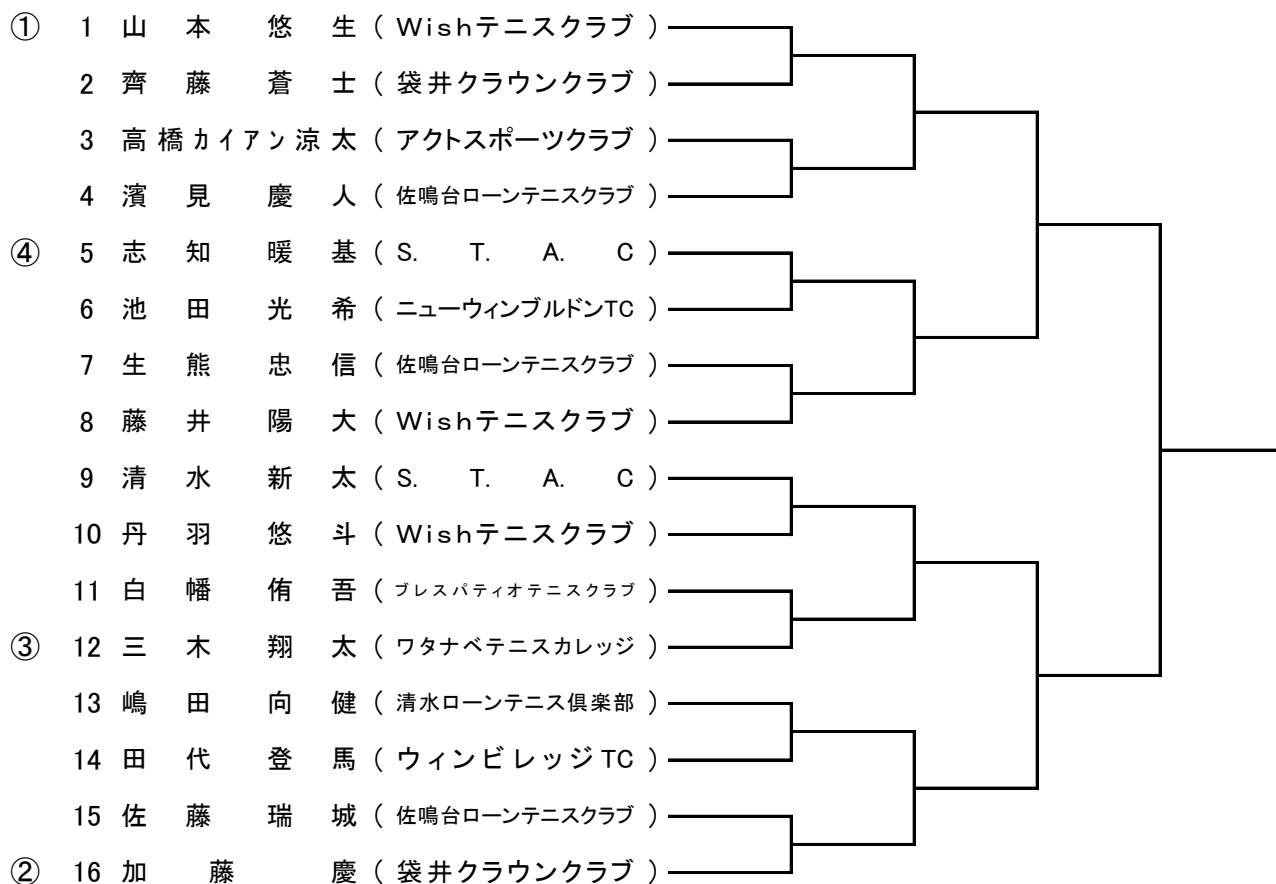 ① 1 山本 悠生 ( Wishテニスクラブ )
2 齊藤 蒼士 ( 袋井クラウンクラブ )
3 高橋カイアン涼太 ( アクトスポーツクラブ )
4 濱見 慶人 ( 佐鳴台ローンテニスクラブ )
④ 5 志知 暖基 ( S. T. A. C )
6 池田 光希 ( ニューウィンブルドンTC )
7 生熊 忠信 ( 佐鳴台ローンテニスクラブ )
8 藤井 陽大 ( Wishテニスクラブ )
9 清水 新太 ( S. T. A. C )
10 丹羽 悠斗 ( Wishテニスクラブ )
11 白幡 侑吾 ( ブレスパティオテニスクラブ )
③ 12 三木 翔太 ( ワタナベテニスカレッジ )
13 嶋田 向健 ( 清水ローンテニス倶楽部 )
14 田代 登馬 ( ウィンビレッジTC )
15 佐藤 瑞城 ( 佐鳴台ローンテニスクラブ )
② 16 加藤 慶 ( 袋井クラウンクラブ )